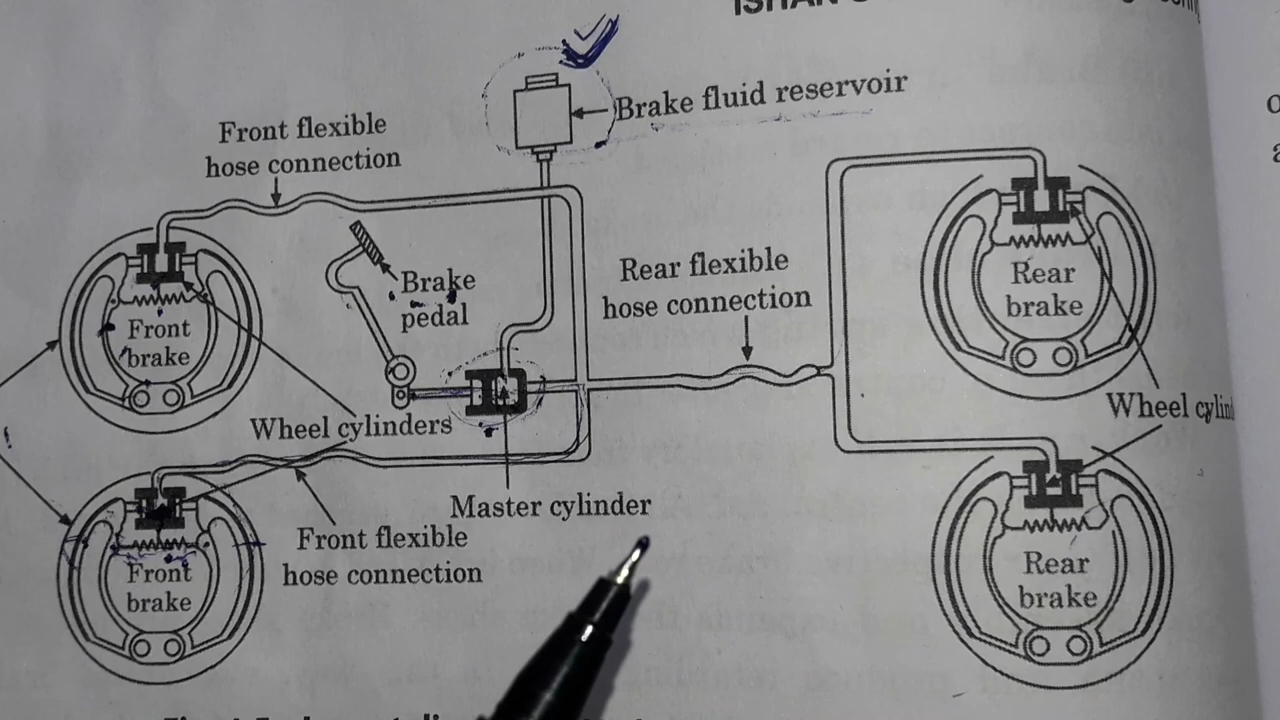 Brake fluid reservoir
Front flexible
hose connection
Brake
pedal
Rear flexible
hose connection
Rear
brake
Front
brake
Wheel cylinders
Wheel
Master cylinder
Front flexible
hose connection
Front
brake
Rear
brake